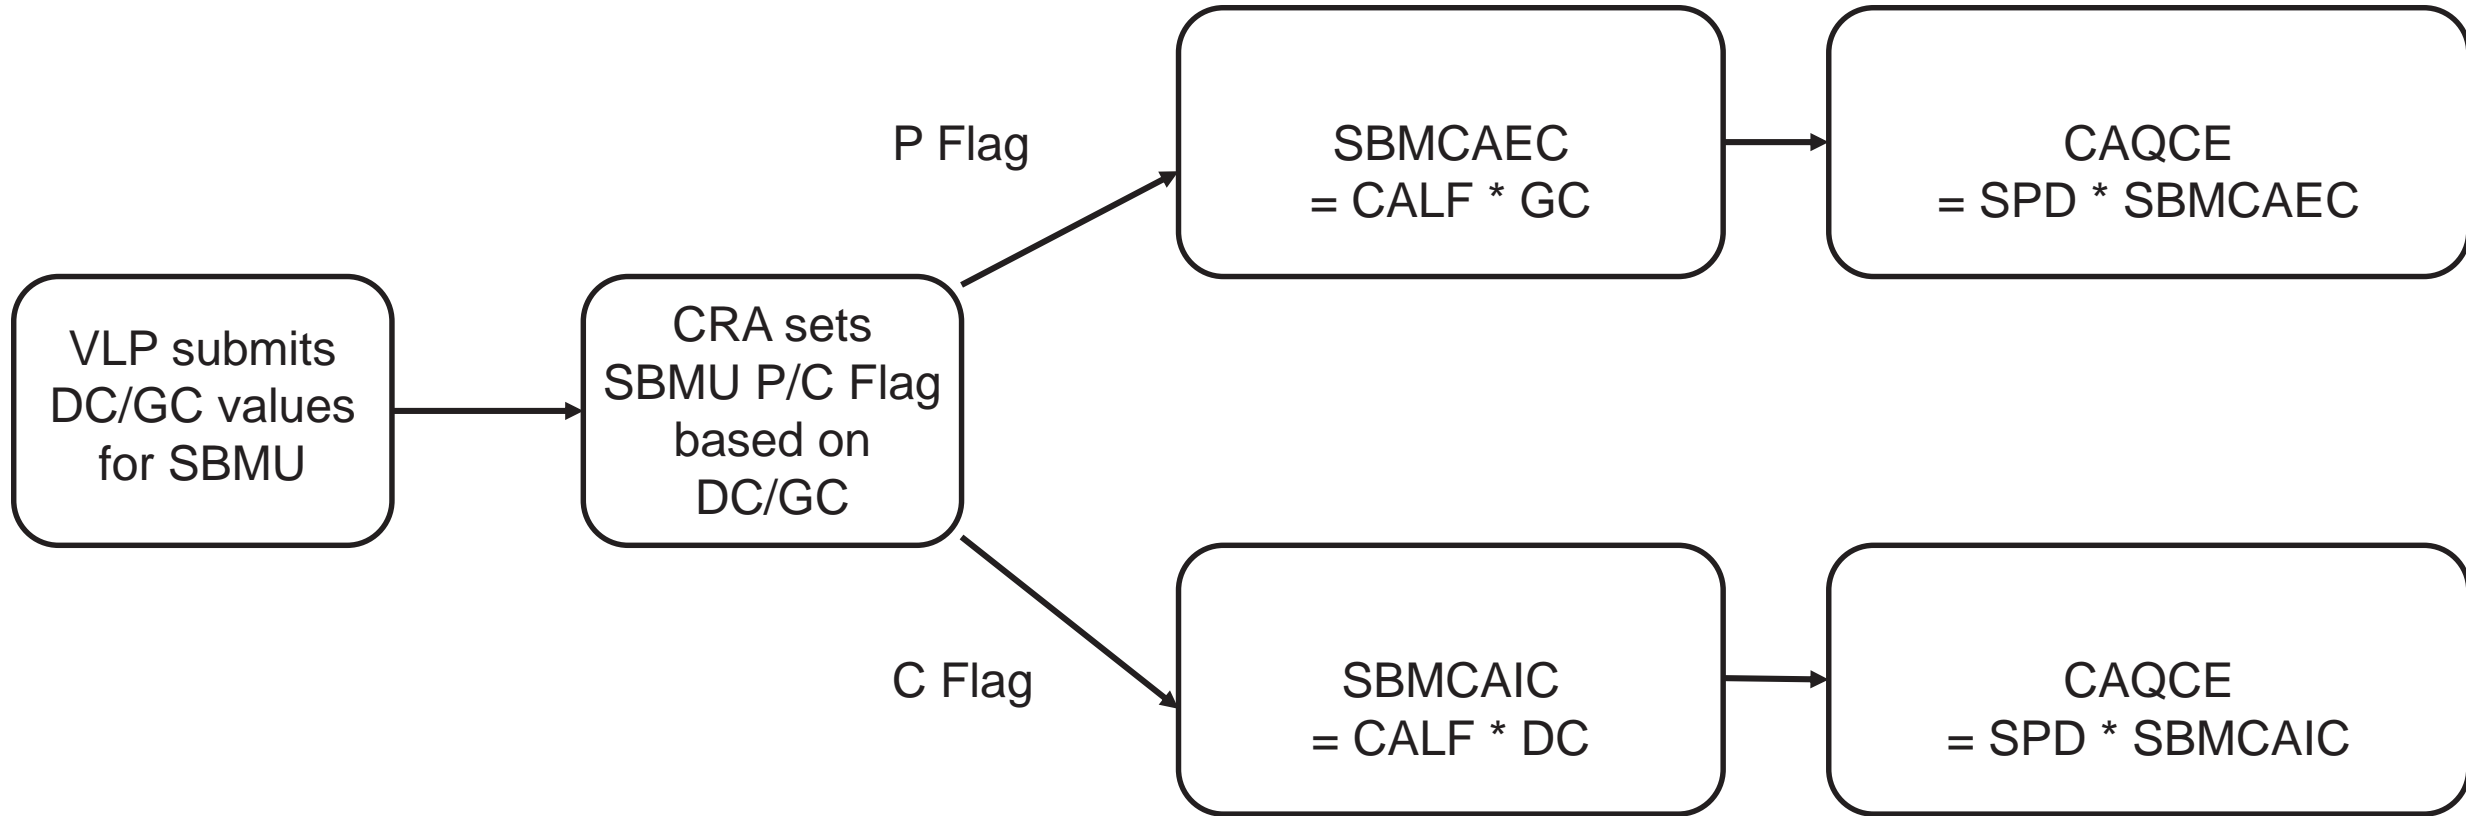 VLP submits
DC/GC values
for SBMU
CRA sets
SBMU P/C Flag
based on
DC/GC
P Flag
SBMCAEC
= CALF * GC
CAQCE
= SPD * SBMCAEC
C Flag
SBMCAIC
= CALF * DC
CAQCE
= SPD * SBMCAIC